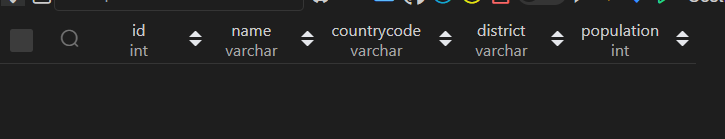 id name countrycode district population
int varchar varchar varchar int